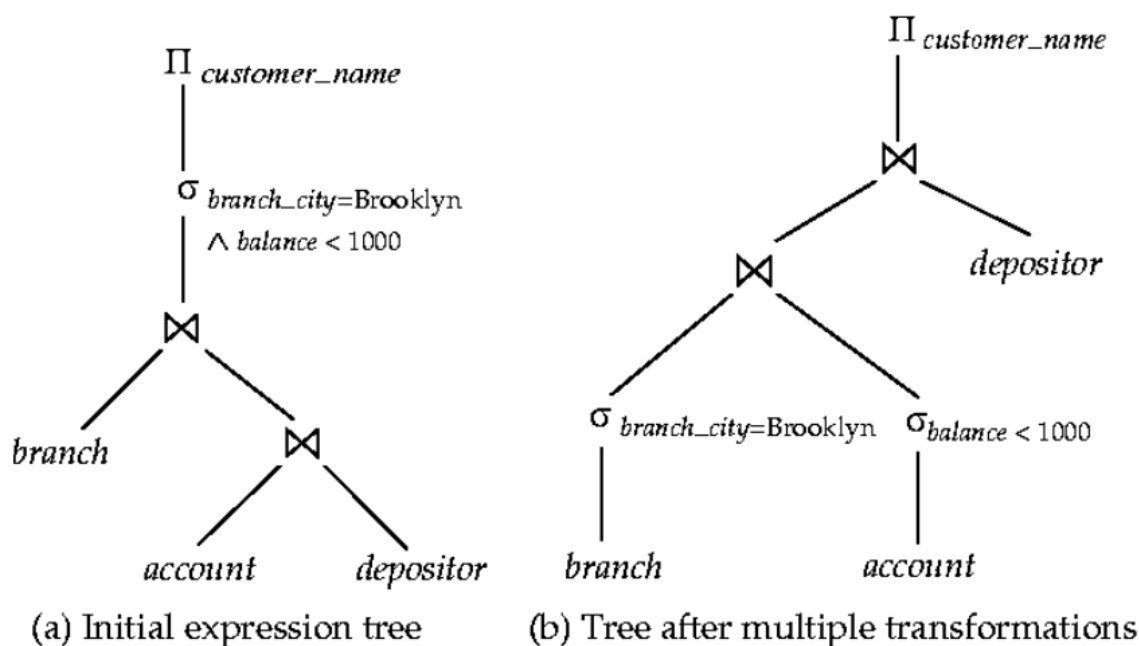 Π customer_name
σ branch_city=Brooklyn
∧ balance < 1000
⋈
branch
⋈
account depositor
(a) Initial expression tree
Π customer_name
⋈
depositor
⋈
σ branch_city=Brooklyn σ balance < 1000
branch account
(b) Tree after multiple transformations